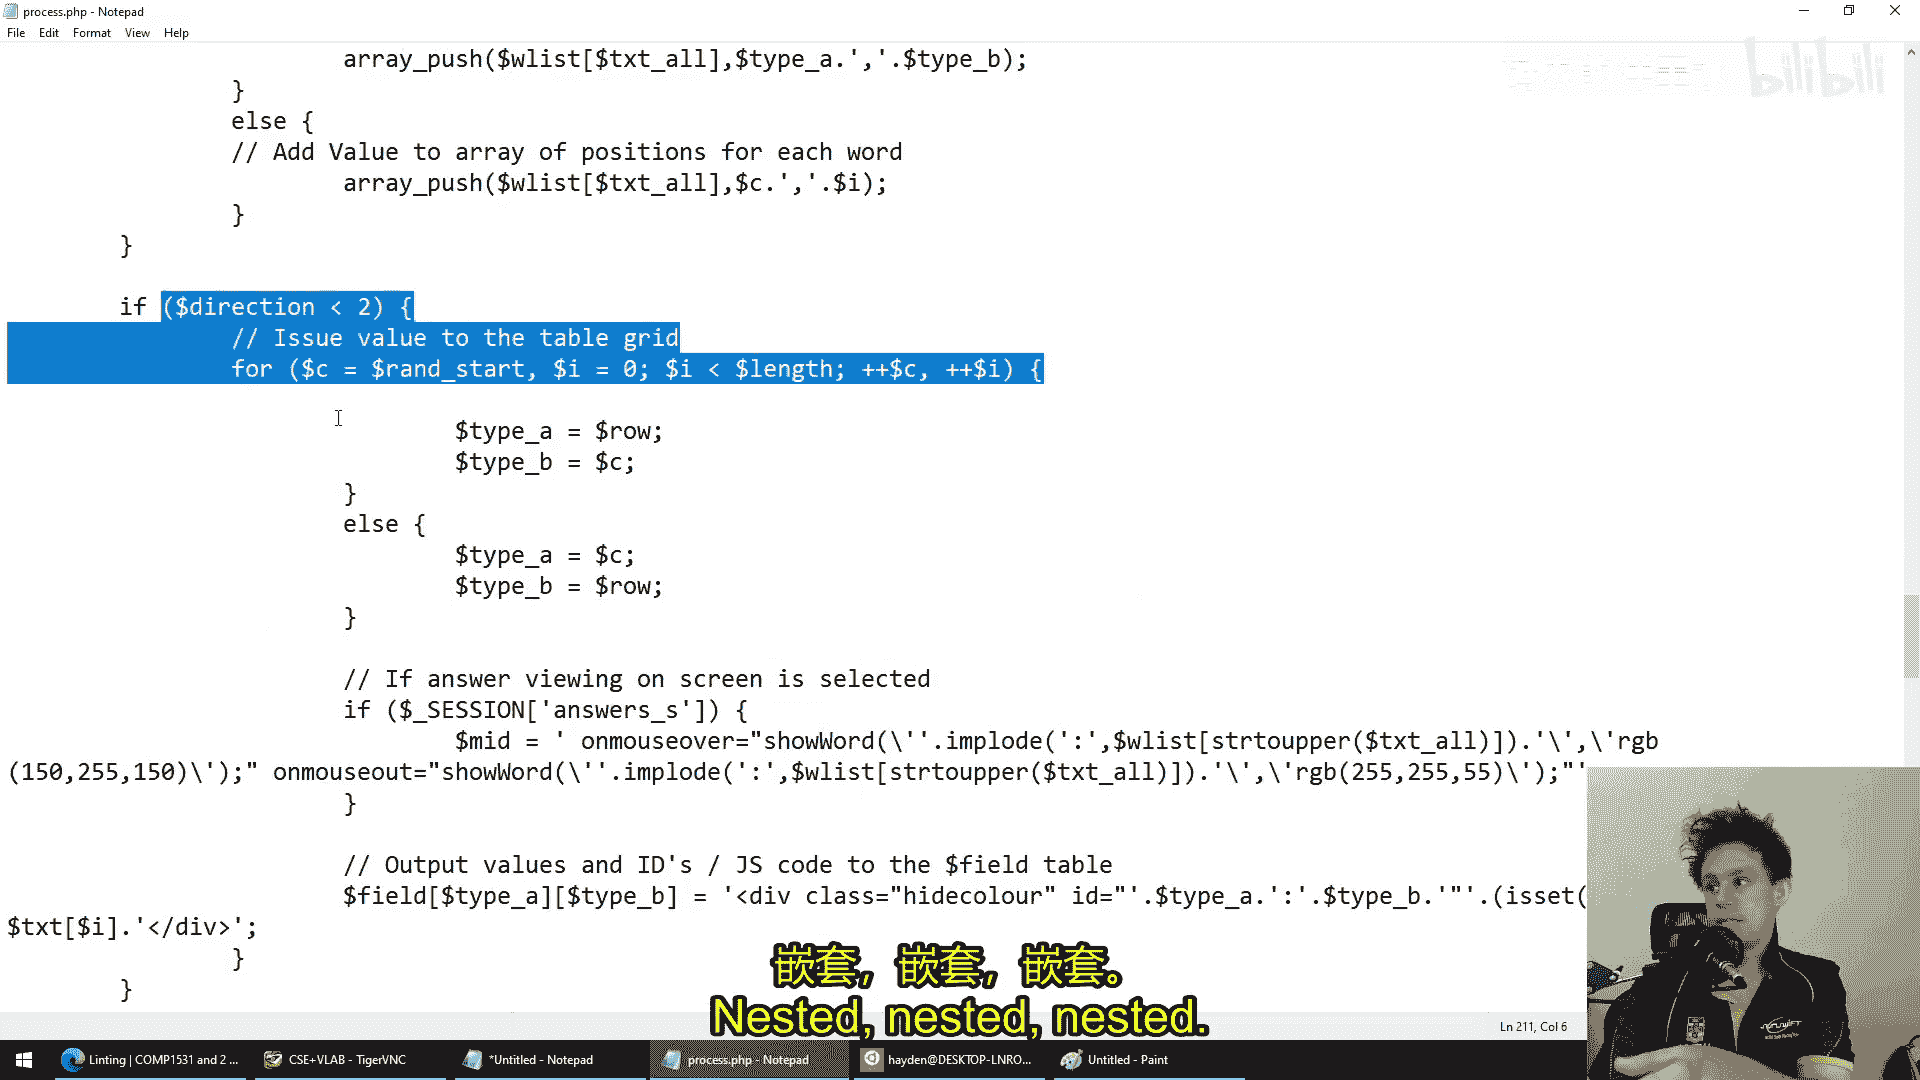 process.php - Notepad
File Edit Format View Help
array_push($wlist[$txt_all],$type_a.','.$type_b);
}
else {
// Add Value to array of positions for each word
array_push($wlist[$txt_all],$c.','.$i);
}
}
if ($direction < 2) {
// Issue value to the table grid
for ($c = $rand_start, $i = 0; $i < $length; ++$c, ++$i) {
$type_a = $row;
$type_b = $c;
}
else {
$type_a = $c;
$type_b = $row;
}
// If answer viewing on screen is selected
if ($_SESSION['answers_s']) {
$mid = ' onmouseover="showWord(\''.implode(':',$wlist[strtoupper($txt_all)]).'\',\'rgb
(150,255,150)\');" onmouseout="showWord(\''.implode(':',$wlist[strtoupper($txt_all)]).'\',\'rgb(255,255,55)\');"'
}
// Output values and ID's / JS code to the $field table
$field[$type_a][$type_b] = '<div class="hidecolour" id="'.$type_a.':'.$type_b.'"'.(isset(
$txt[$i].'</div>';
}
}
嵌套，嵌套，嵌套。
Nested, nested, nested.
Ln 211, Col 6
Linting | COMP1531 and 2 ... CSE+VLAB - TigerVNC *Untitled - Notepad process.php - Notepad hayden@DESKTOP-LNRO... Untitled - Paint
bilibili